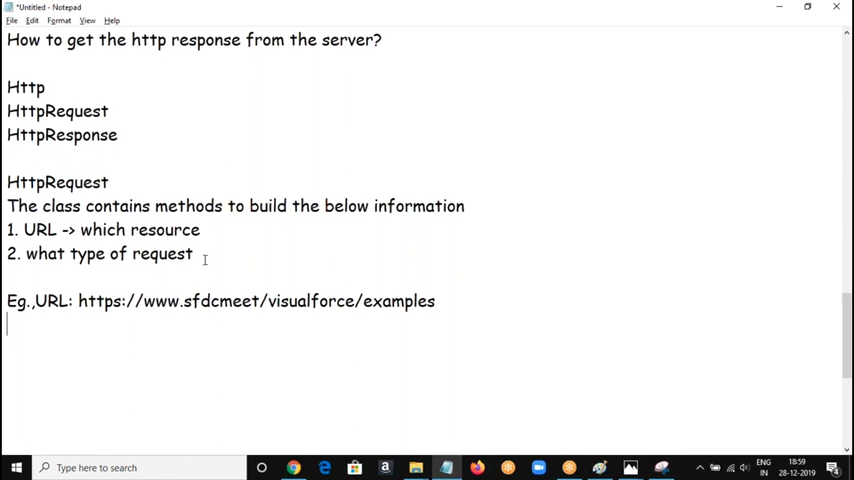 *Untitled - Notepad
File Edit Format View Help
How to get the http response from the server?
Http
HttpRequest
HttpResponse
HttpRequest
The class contains methods to build the below information
1. URL -> which resource
2. what type of request
Eg.,URL: https://www.sfdcmeet/visualforce/examples
Type here to search
ENG
IN
18:59
28-12-2019
4